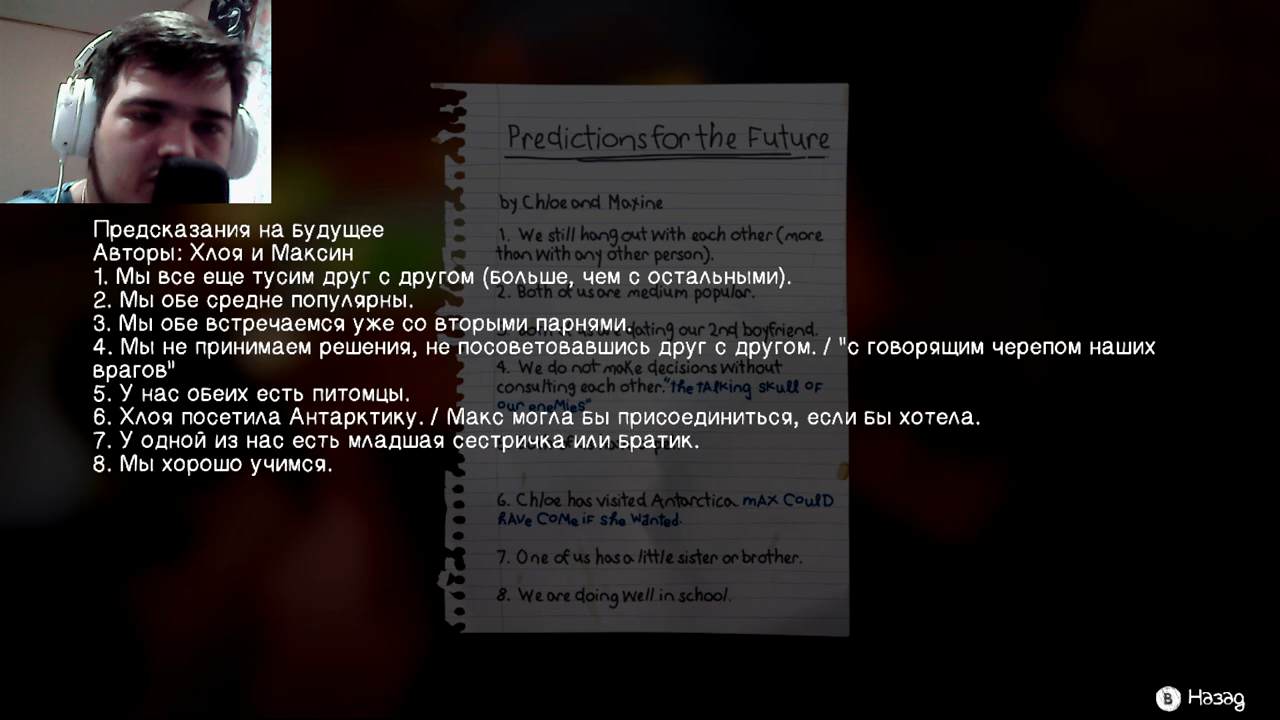 Predictions for the Future
by Chloe and Maxine
1. We still hang out with each other (more
than with any other person).
2. Both of us are medium popular.
dating our 2nd boyfriend.
4. We do not make decisions without
consulting each other. "the tAlking skull OF
our eneMies"
6. Chloe has visited Antarctica. mAX CouлD
hAve CoMe iF she wanted.
7. One of us has a little sister or brother.
8. We are doing well in school.
Предсказания на будущее
Авторы: Хлоя и Максин
1. Мы все еще тусим друг с другом (больше, чем с остальными).
2. Мы обе средне популярны.
3. Мы обе встречаемся уже со вторыми парнями.
4. Мы не принимаем решения, не посоветовавшись друг с другом. / "с говорящим черепом наших
врагов"
5. У нас обеих есть питомцы.
6. Хлоя посетила Антарктику. / Макс могла бы присоединиться, если бы хотела.
7. У одной из нас есть младшая сестричка или братик.
8. Мы хорошо учимся.
B Назад